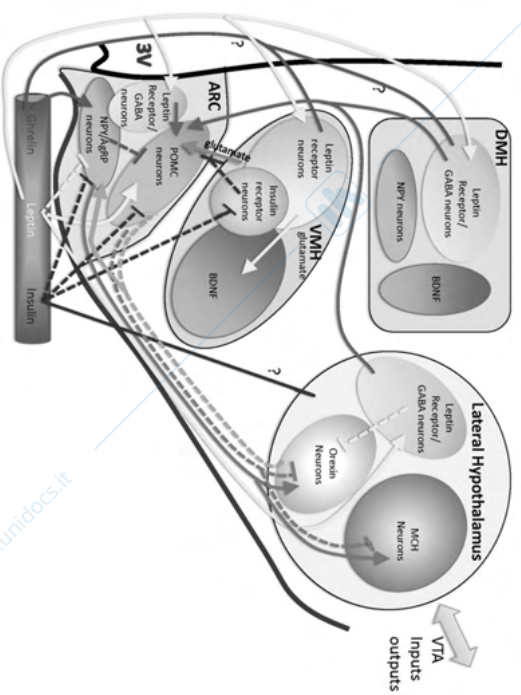 DMH
Leptin
Receptor/
GABA neurons
NPY neurons
BDNF
Lateral Hypothalamus
Leptin
Receptor/
GABA neurons
Orexin
Neurons
MCH
Neurons
VTA
Inputs
outputs
?
?
?
VMH
Leptin
receptor
neurons
glutamate
Insulin
receptor
neurons
BDNF
glutamate
3V
ARC
Leptin
Receptor/
GABA
neurons
POMC
neurons
NPY/AgRP
neurons
Ghrelin
Leptin
Insulin
.unidocs.it